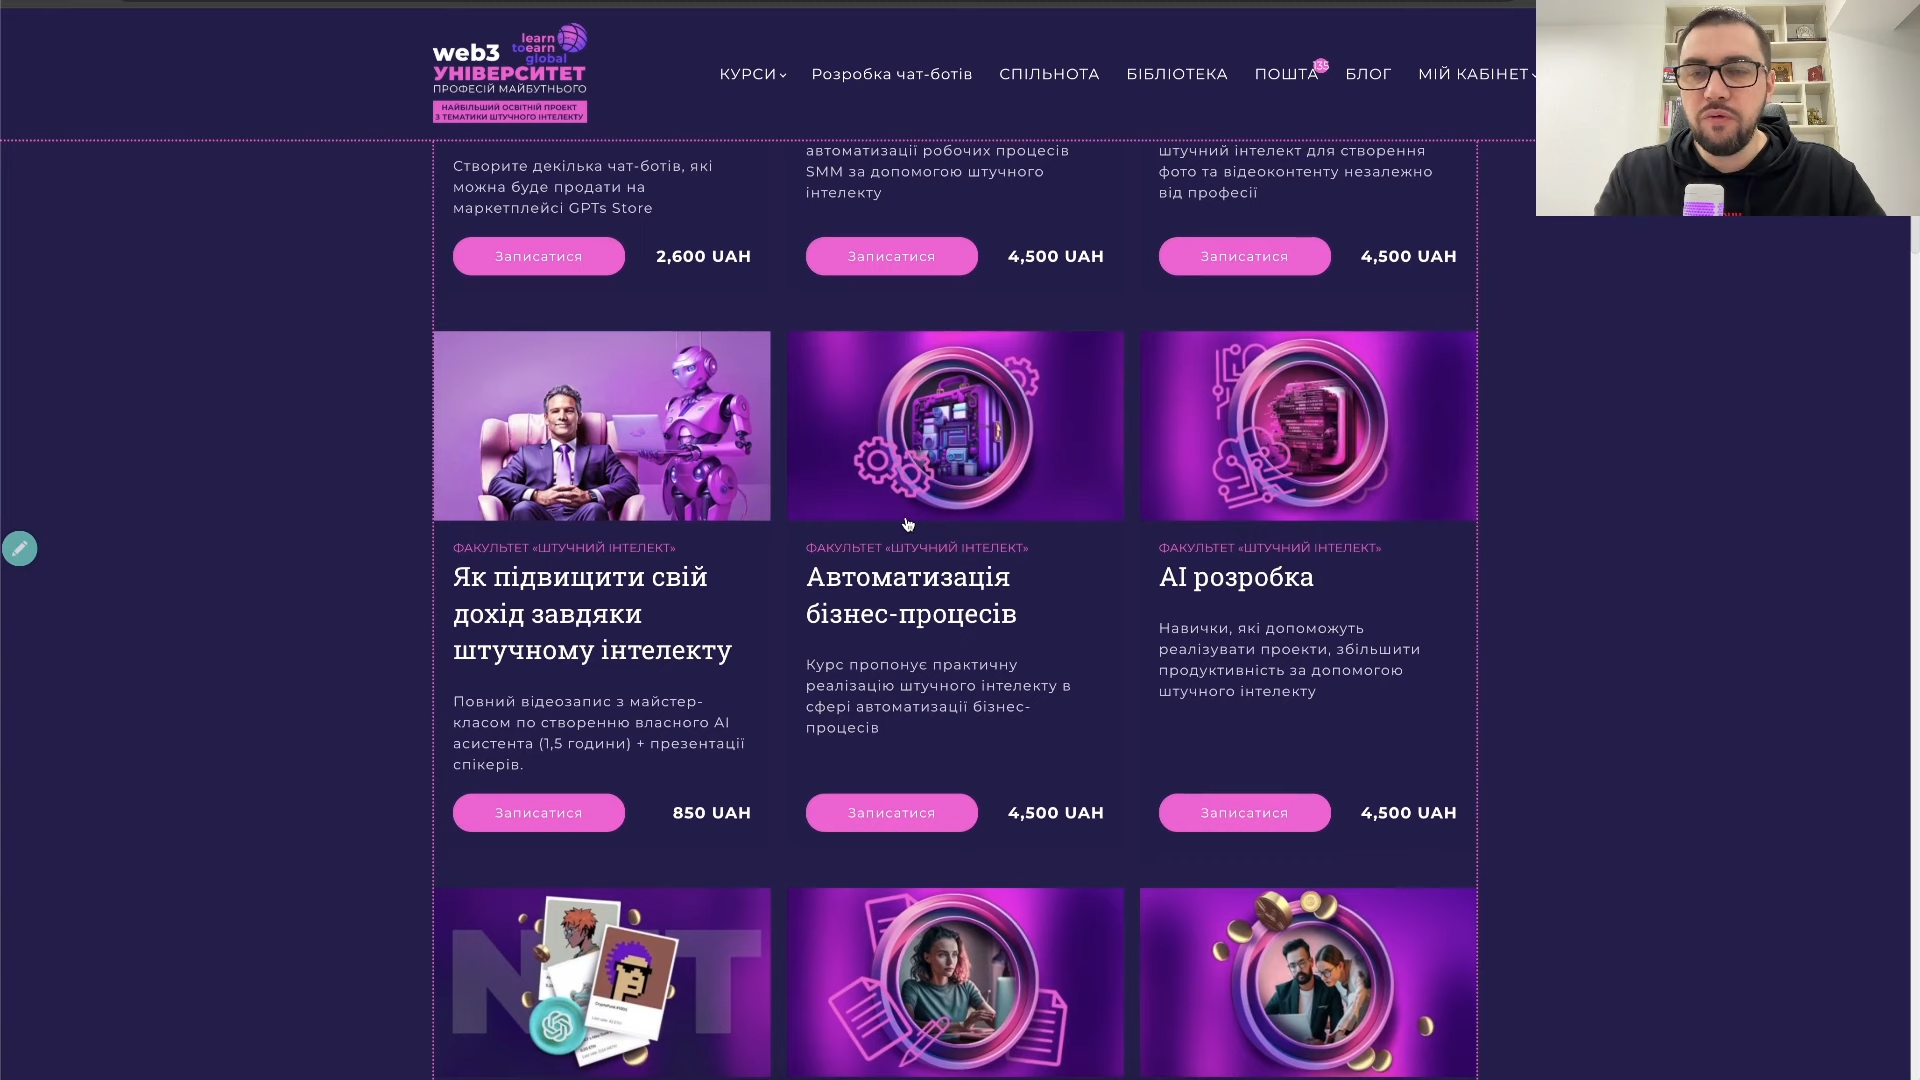 learn
to earn
global
web3
УНІВЕРСИТЕТ
ПРОФЕСІЙ МАЙБУТНЬОГО
НАЙБІЛЬШИЙ ОСВІТНІЙ ПРОЕКТ
З ТЕМАТИКИ ШТУЧНОГО ІНТЕЛЕКТУ
КУРСИ
Розробка чат-ботів
СПІЛЬНОТА
БІБЛІОТЕКА
ПОШТА
135
БЛОГ
МІЙ КАБІНЕТ
Створите декілька чат-ботів, які
можна буде продати на
маркетплейсі GPTs Store
Записатися
2,600 UAH
автоматизації робочих процесів
SMM за допомогою штучного
інтелекту
Записатися
4,500 UAH
штучний інтелект для створення
фото та відеоконтенту незалежно
від професії
Записатися
4,500 UAH
ФАКУЛЬТЕТ «ШТУЧНИЙ ІНТЕЛЕКТ»
Як підвищити свій
дохід завдяки
штучному інтелекту
Повний відеозапис з майстер-
класом по створенню власного AI
асистента (1,5 години) + презентації
спікерів.
Записатися
850 UAH
ФАКУЛЬТЕТ «ШТУЧНИЙ ІНТЕЛЕКТ»
Автоматизація
бізнес-процесів
Курс пропонує практичну
реалізацію штучного інтелекту в
сфері автоматизації бізнес-
процесів
Записатися
4,500 UAH
ФАКУЛЬТЕТ «ШТУЧНИЙ ІНТЕЛЕКТ»
AI розробка
Навички, які допоможуть
реалізувати проекти, збільшити
продуктивність за допомогою
штучного інтелекту
Записатися
4,500 UAH